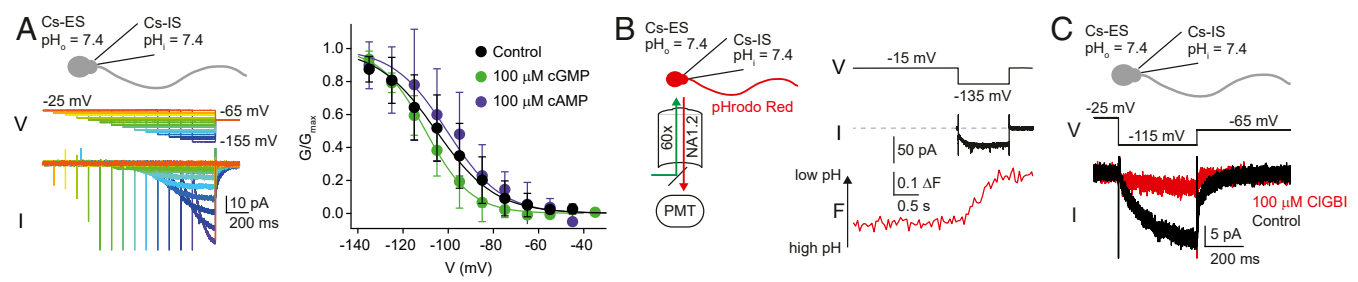 A
Cs-ES
pHo = 7.4
Cs-IS
pHi = 7.4
-25 mV
-65 mV
V
-155 mV
I
10 pA
200 ms
G/Gmax
1.0
0.8
0.6
0.4
0.2
0.0
-140 -120 -100 -80 -60 -40
V (mV)
Control
100 μM cGMP
100 μM cAMP
B
Cs-ES
pHo = 7.4
Cs-IS
pHi = 7.4
pHrodo Red
60x
NA1.2
PMT
V
-15 mV
-135 mV
I
50 pA
low pH
0.1 ΔF
0.5 s
F
high pH
C
Cs-ES
pHo = 7.4
Cs-IS
pHi = 7.4
-25 mV
-65 mV
V
-115 mV
I
100 μM ClGBI
Control
5 pA
200 ms